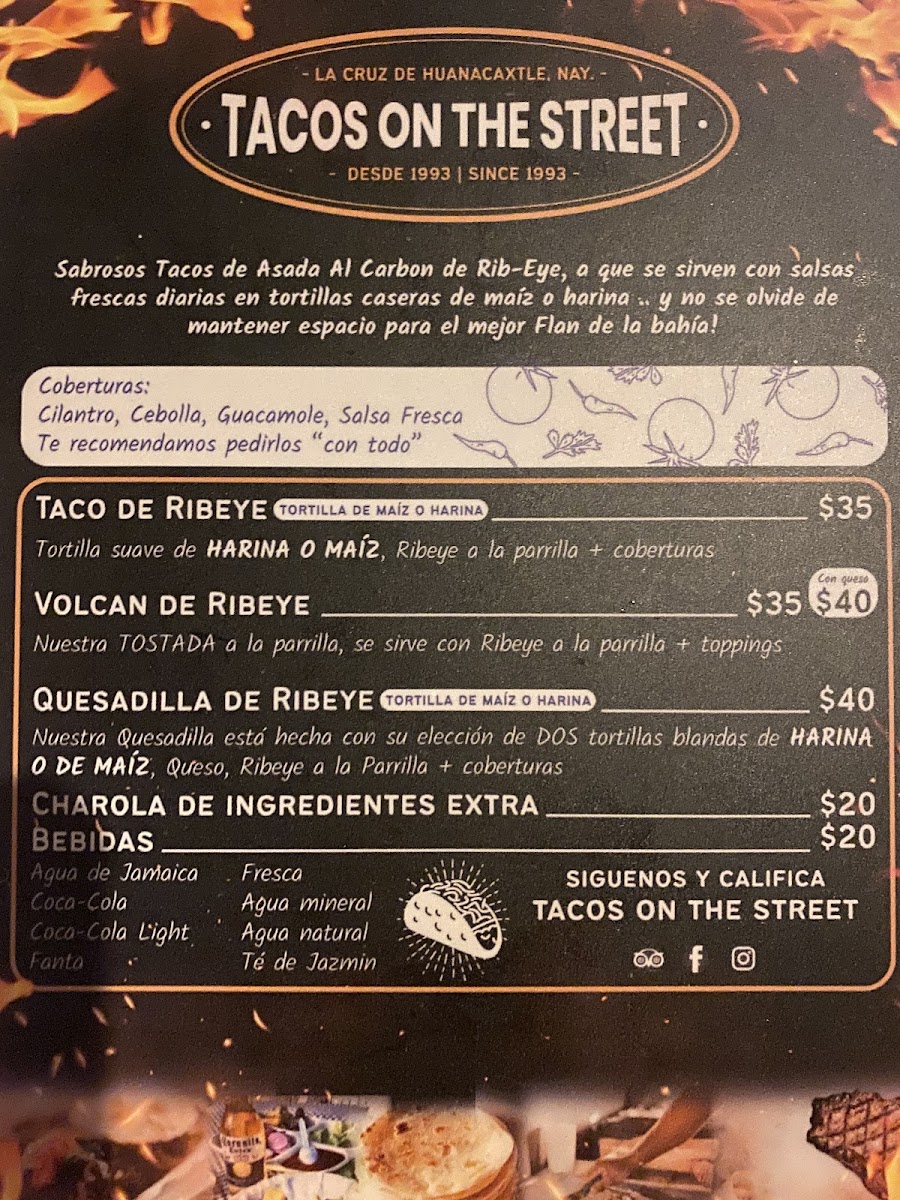 - LA CRUZ DE HUANACAXTLE, NAY. -
· TACOS ON THE STREET ·
- DESDE 1993 | SINCE 1993 -
Sabrosos Tacos de Asada Al Carbon de Rib-Eye, a que se sirven con salsas
frescas diarias en tortillas caseras de maíz o harina .. y no se olvide de
mantener espacio para el mejor Flan de la bahía!
Coberturas:
Cilantro, Cebolla, Guacamole, Salsa Fresca
Te recomendamos pedirlos "con todo"
TACO DE RIBEYE TORTILLA DE MAÍZ O HARINA $35
Tortilla suave de HARINA O MAÍZ, Ribeye a la parrilla + coberturas
Con queso
VOLCAN DE RIBEYE $35 $40
Nuestra TOSTADA a la parrilla, se sirve con Ribeye a la parrilla + toppings
QUESADILLA DE RIBEYE TORTILLA DE MAÍZ O HARINA $40
Nuestra Quesadilla está hecha con su elección de DOS tortillas blandas de HARINA
O DE MAÍZ, Queso, Ribeye a la Parrilla + coberturas
CHAROLA DE INGREDIENTES EXTRA $20
BEBIDAS $20
Agua de Jamaica
Coca-Cola
Coca-Cola Light
Fanta
Fresca
Agua mineral
Agua natural
Té de Jazmin
SIGUENOS Y CALIFICA
TACOS ON THE STREET